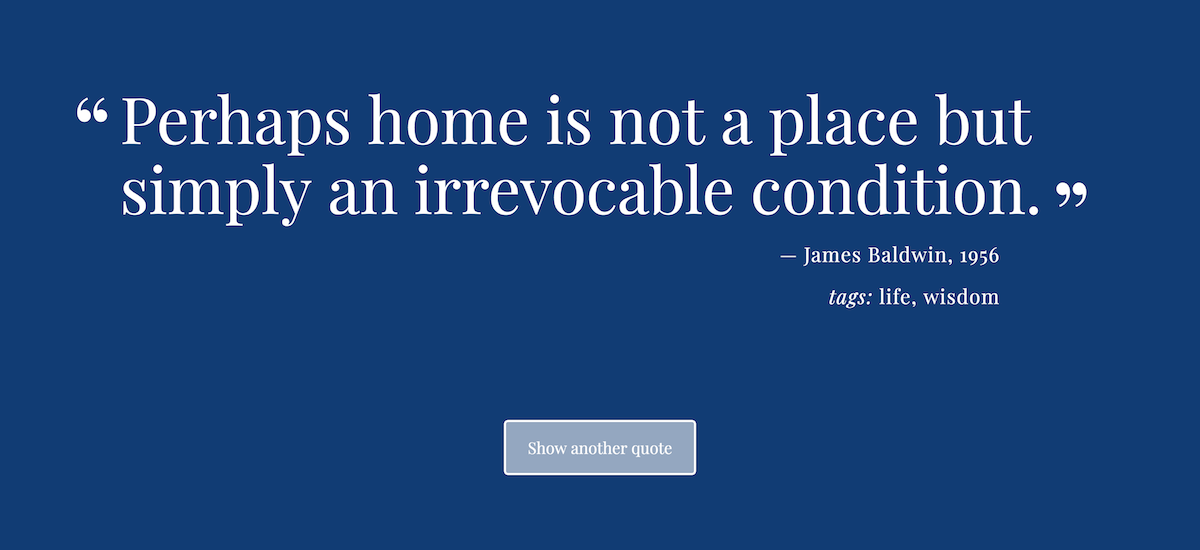 “Perhaps home is not a place but
simply an irrevocable condition.”
— James Baldwin, 1956
tags: life, wisdom
Show another quote